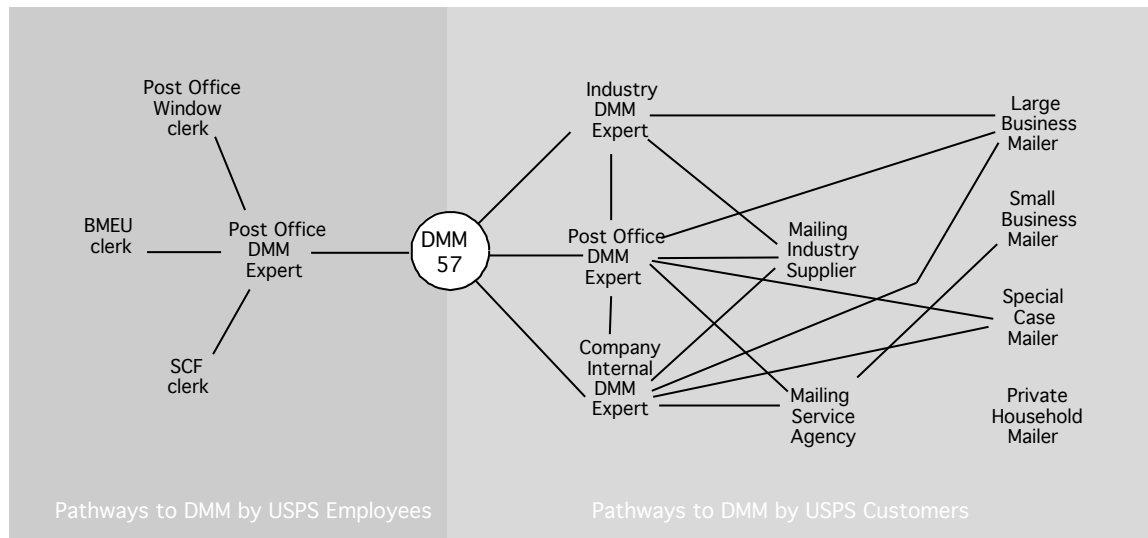 Post Office
Window
clerk
BMEU
clerk
SCF
clerk
Post Office
DMM
Expert
DMM
57
Industry
DMM
Expert
Post Office
DMM
Expert
Company
Internal
DMM
Expert
Mailing
Industry
Supplier
Mailing
Service
Agency
Large
Business
Mailer
Small
Business
Mailer
Special
Case
Mailer
Private
Household
Mailer
Pathways to DMM by USPS Employees
Pathways to DMM by USPS Customers